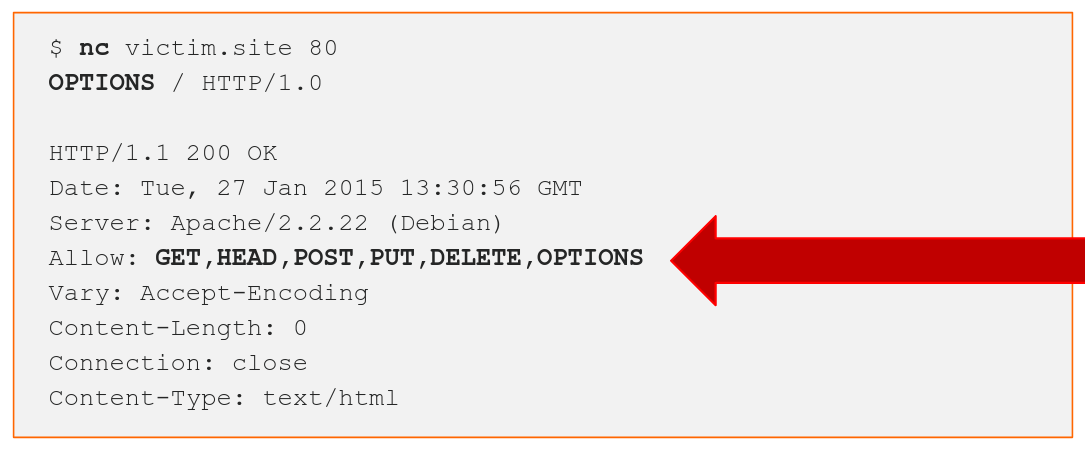 $ nc victim.site 80
OPTIONS / HTTP/1.0
HTTP/1.1 200 OK
Date: Tue, 27 Jan 2015 13:30:56 GMT
Server: Apache/2.2.22 (Debian)
Allow: GET,HEAD,POST,PUT,DELETE,OPTIONS
Vary: Accept-Encoding
Content-Length: 0
Connection: close
Content-Type: text/html